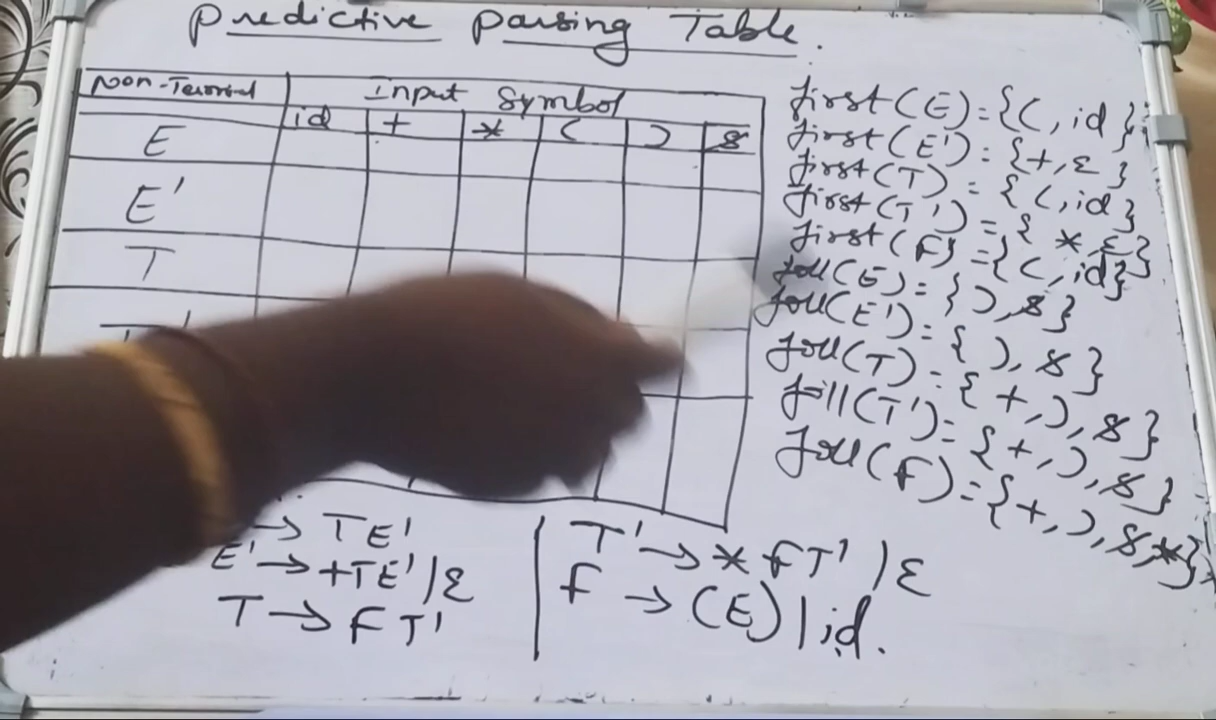 Predictive Parsing Table.
Non-Terminal Input Symbol
id + * ( ) $
E
E'
T
first(E)={(, id}
first(E')={+, ε}
first(T)={(, id}
first(T')={*, ε}
first(F)={(, id}
foll(E)={), $}
foll(E')={), $}
foll(T)={+, ), $}
foll(T')={+, ), $}
foll(F)={+, ), $, *}
→ TE'
E' → +TE' | ε
T → FT'
T' → *FT' | ε
F → (E) | id.